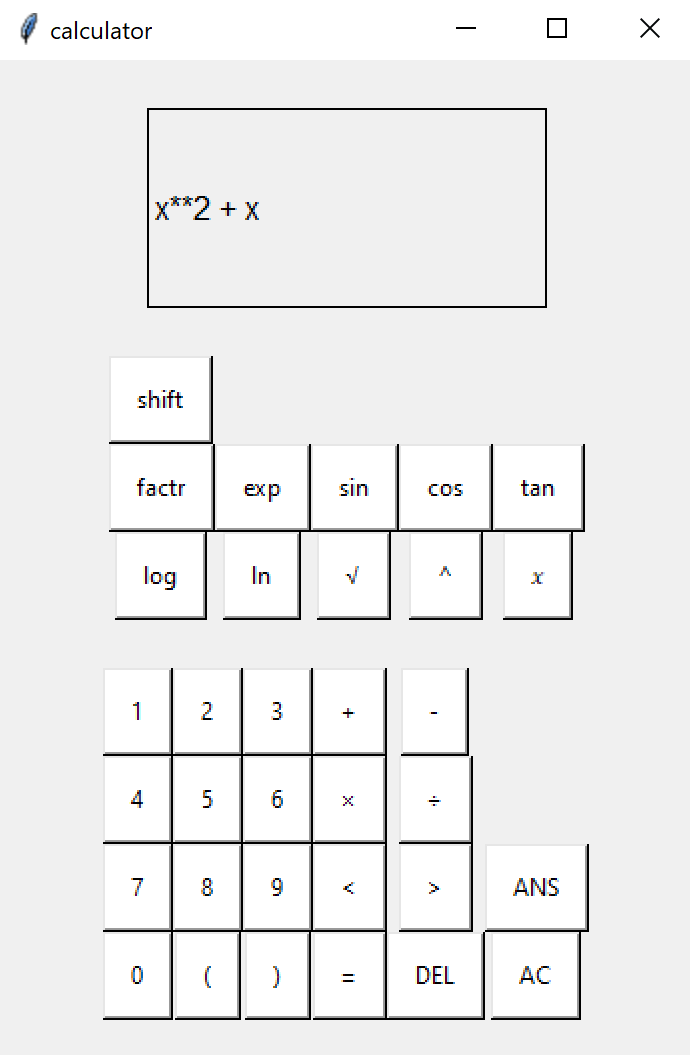 calculator
x**2 + x
shift
factr exp sin cos tan
log ln √ ^ x
1 2 3 + -
4 5 6 × ÷
7 8 9 < > ANS
0 ( ) = DEL AC